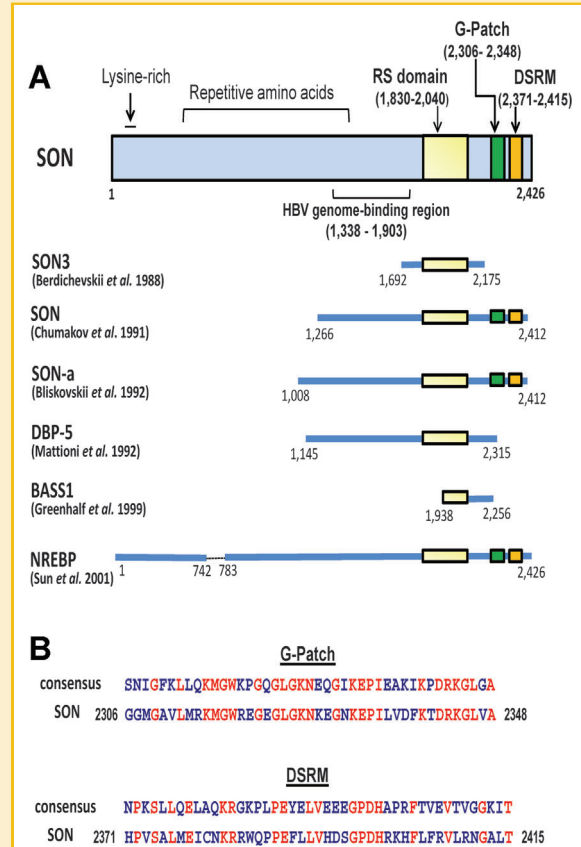 A
G-Patch
(2,306- 2,348)
Lysine-rich
Repetitive amino acids
RS domain
(1,830-2,040)
DSRM
(2,371-2,415)
SON
1
2,426
HBV genome-binding region
(1,338 - 1,903)
SON3
(Berdichevskii et al. 1988)
1,692
2,175
SON
(Chumakov et al. 1991)
1,266
2,412
SON-a
(Bliskovskii et al. 1992)
1,008
2,412
DBP-5
(Mattioni et al. 1992)
1,145
2,315
BASS1
(Greenhalf et al. 1999)
1,938
2,256
NREBP
(Sun et al. 2001)
1
742
783
2,426
B
G-Patch
consensus SNIGFKLLQKMGWKPGQGLGKNEQGIKEPIEAKIKPDRKGLGA
SON 2306 GGMGAVLMRKMGWREGEGLGKNKEGNKEPILVDFKTDRKGLVA 2348
DSRM
consensus NPKSLLQELAQKRGKPLPEYELVEEEGPDHAPRFTVEVTVGGKIT
SON 2371 HPVSALMEICNKRRWQPPEFLLVHDSGPDHRKHFLFRVLRNGALT 2415